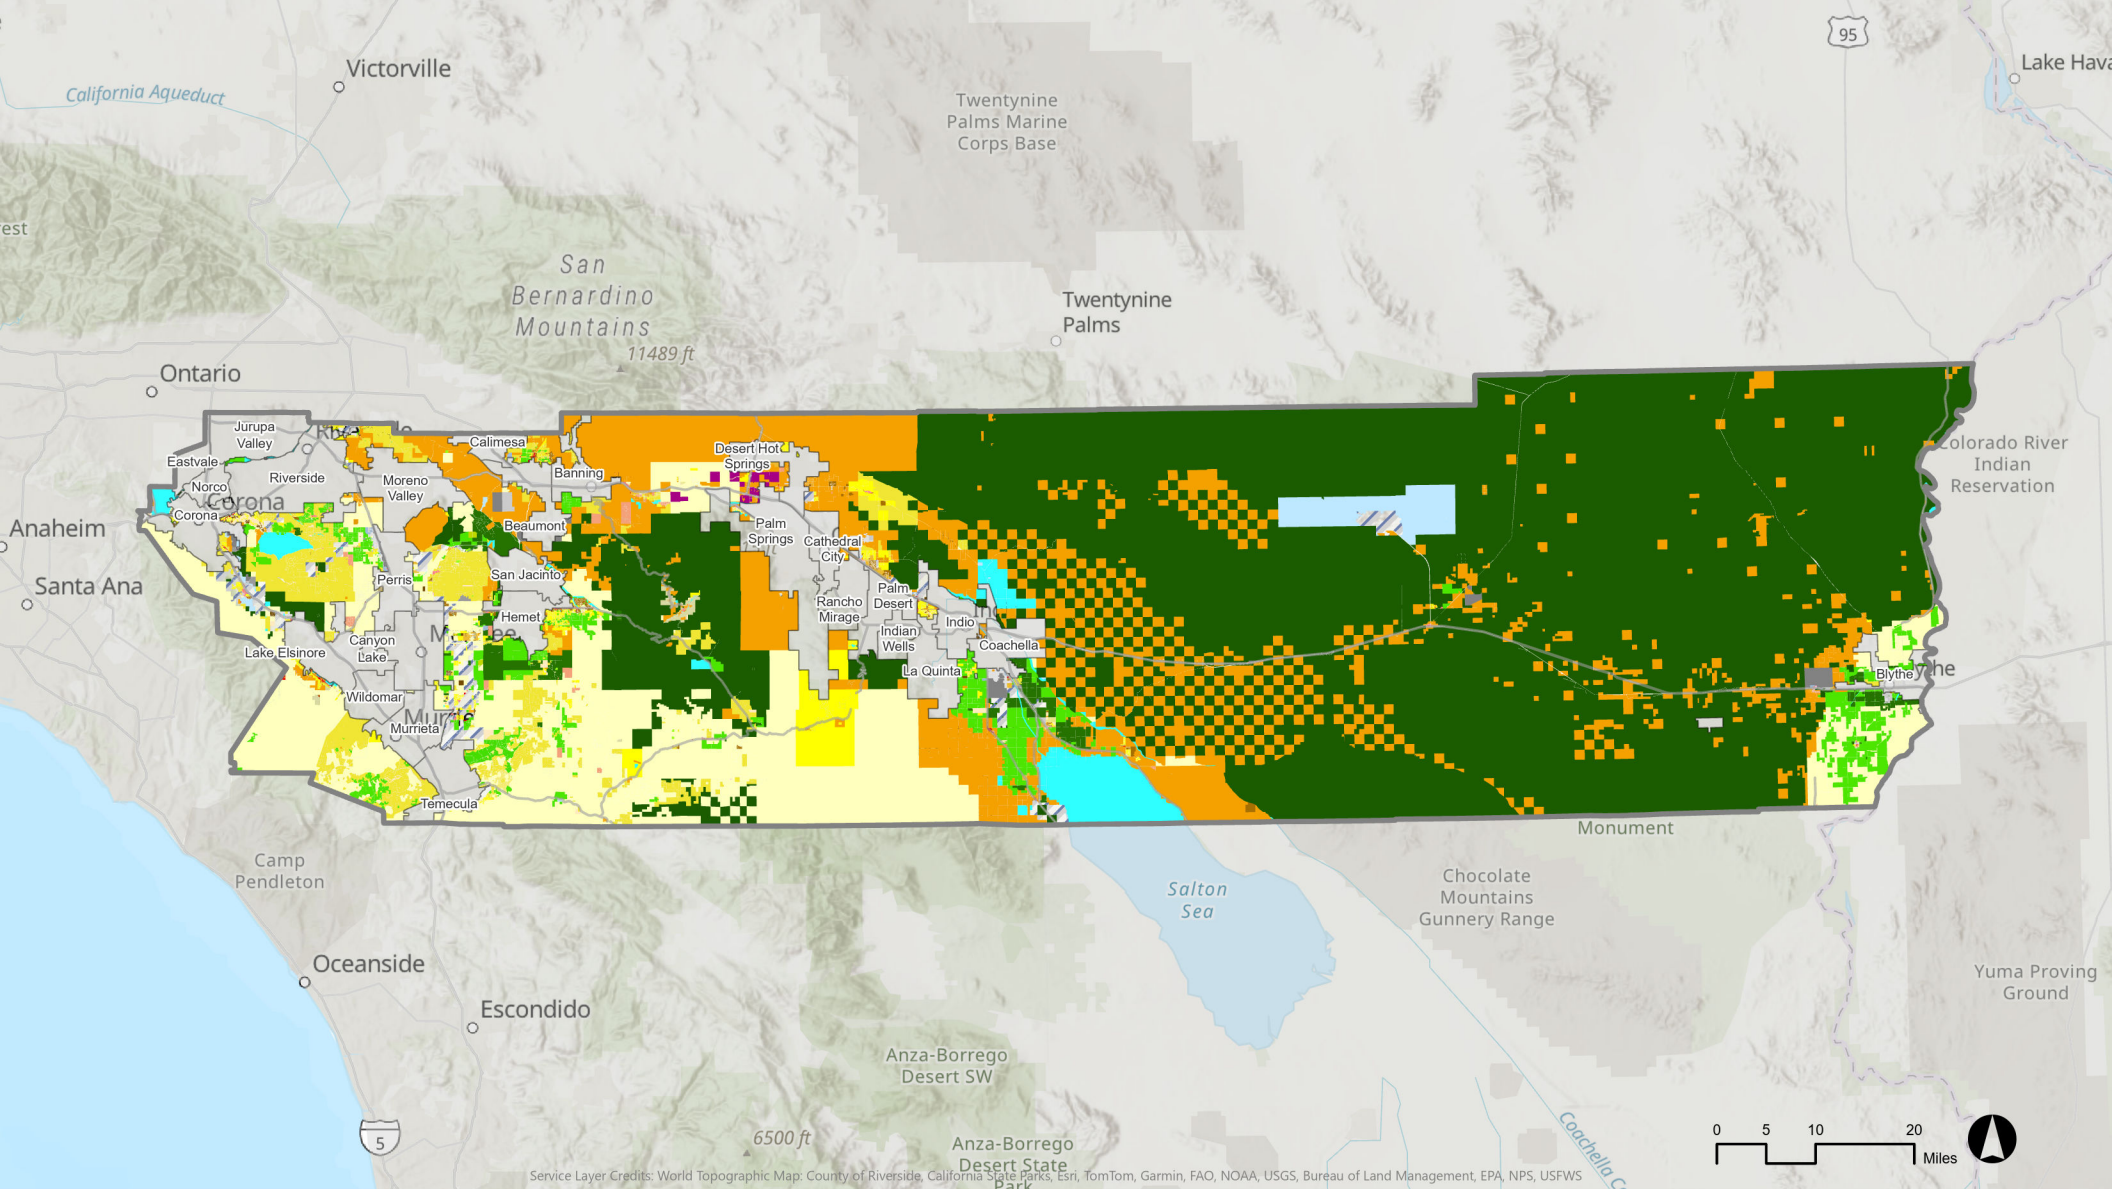 95
Victorville
Lake Hava
California Aqueduct
Twentynine
Palms Marine
Corps Base
est
San
Bernardino
Mountains
11489 ft
Twentynine
Palms
Ontario
Jurupa
Valley
Calimesa
Desert Hot
Springs
Colorado River
Indian
Reservation
Eastvale
Riverside
Banning
Norco
Moreno
Valley
Corona
Corona
Anaheim
Beaumont
Palm
Springs
Cathedral
City
Santa Ana
Perris
San Jacinto
Palm
Desert
Rancho
Mirage
Hemet
Indio
Indian
Wells
Canyon
Lake
Coachella
Lake Elsinore
La Quinta
Blythe
Wildomar
Murrieta
Temecula
Monument
Camp
Pendleton
Salton
Sea
Chocolate
Mountains
Gunnery Range
Oceanside
Yuma Proving
Ground
Escondido
Anza-Borrego
Desert SW
5
6500 ft
Anza-Borrego
Desert State
Park
Coachella C
0 5 10 20
Miles
Service Layer Credits: World Topographic Map: County of Riverside, California State Parks, Esri, TomTom, Garmin, FAO, NOAA, USGS, Bureau of Land Management, EPA, NPS, USFWS